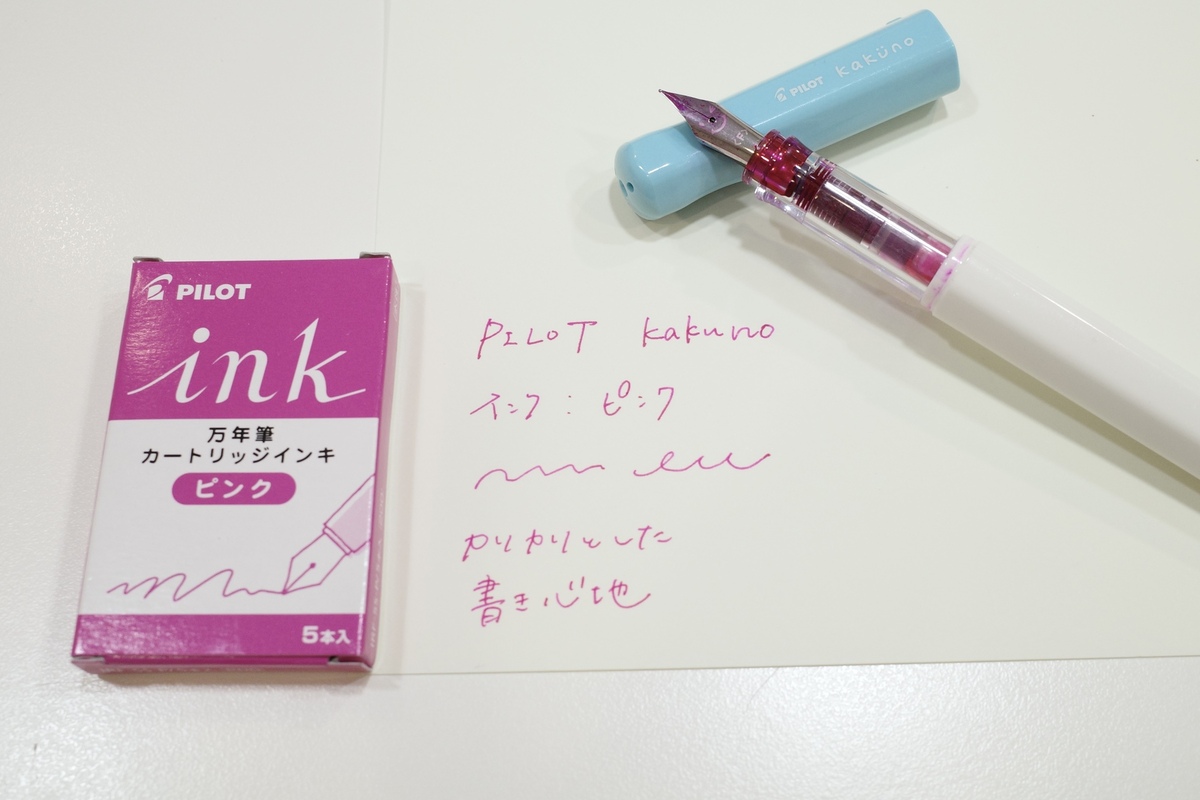 PILOT kaküno
<F>
PILOT
ink
万年筆
カートリッジインキ
ピンク
5本入
PILOT kakuno
インク：ピンク
カリカリとした
書き心地